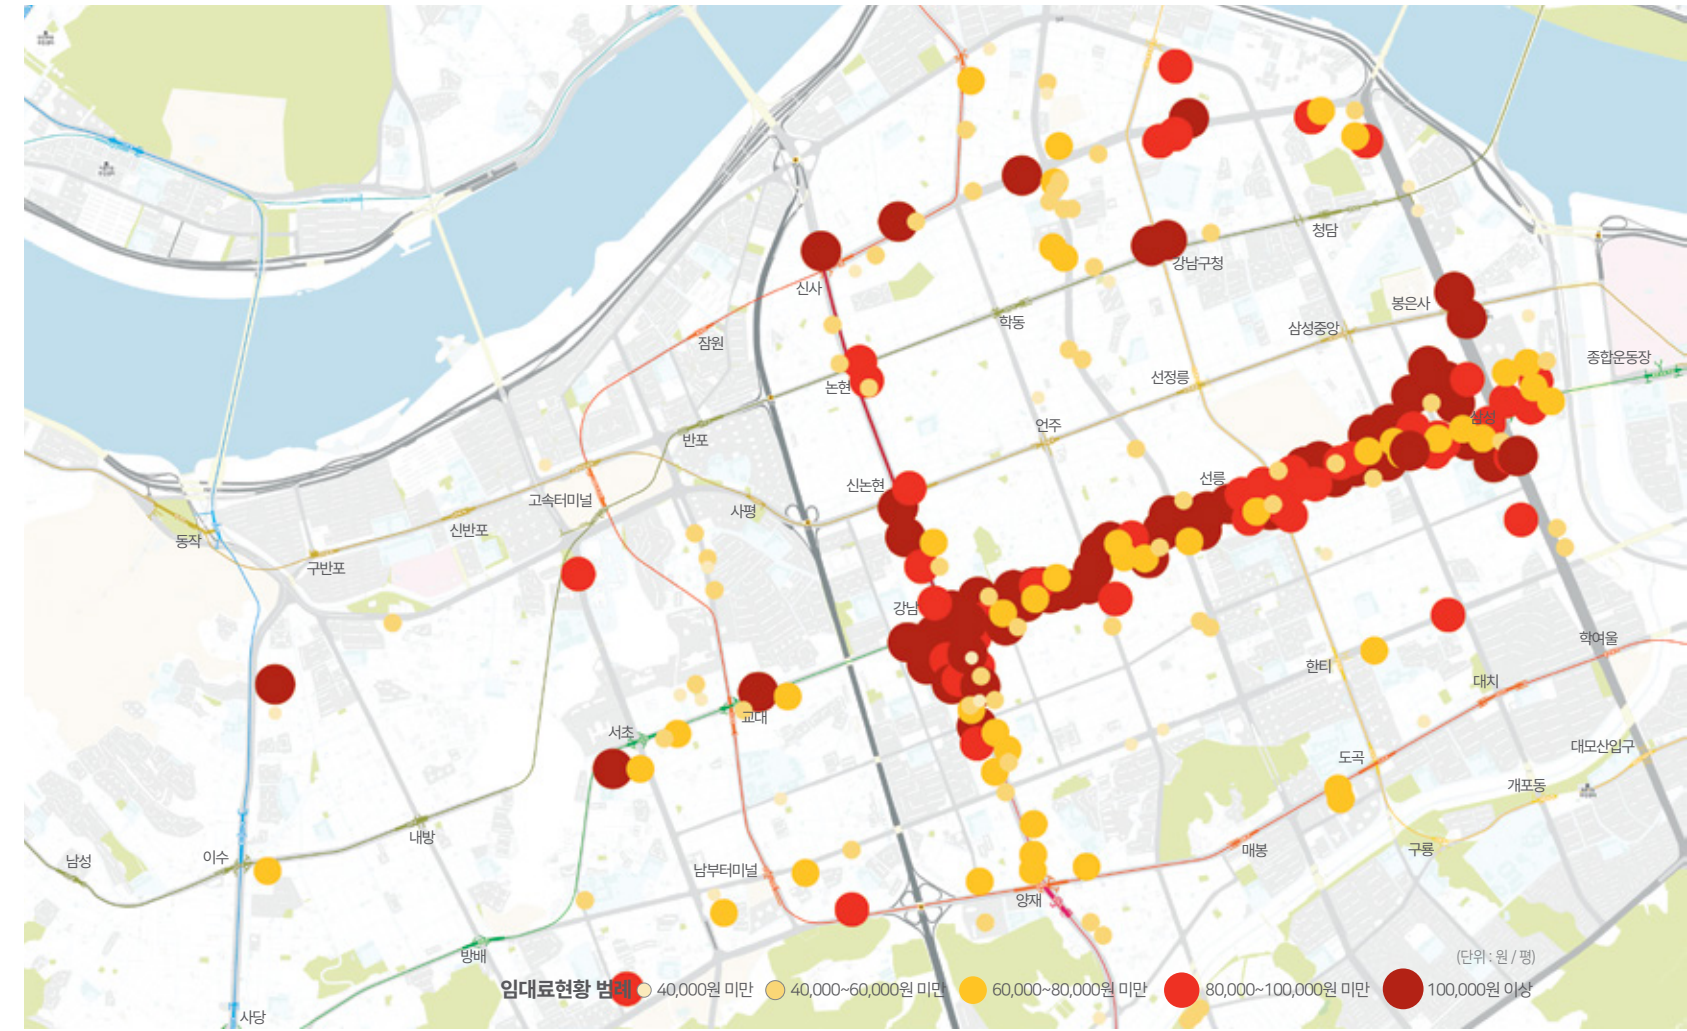 청담
강남구청
신사
봉은사
학동
삼성중앙
잠원
종합운동장
선정릉
논현
삼성
언주
반포
선릉
신논현
고속터미널
사평
신반포
동작
구반포
강남
학여울
한티
대치
교대
서초
대모산입구
도곡
개포동
내방
매봉
구룡
이수
남성
남부터미널
양재
방배
(단위 : 원 / 평)
임대료현황 범례 40,000원 미만 40,000~60,000원 미만 60,000~80,000원 미만 80,000~100,000원 미만 100,000원 이상
사당